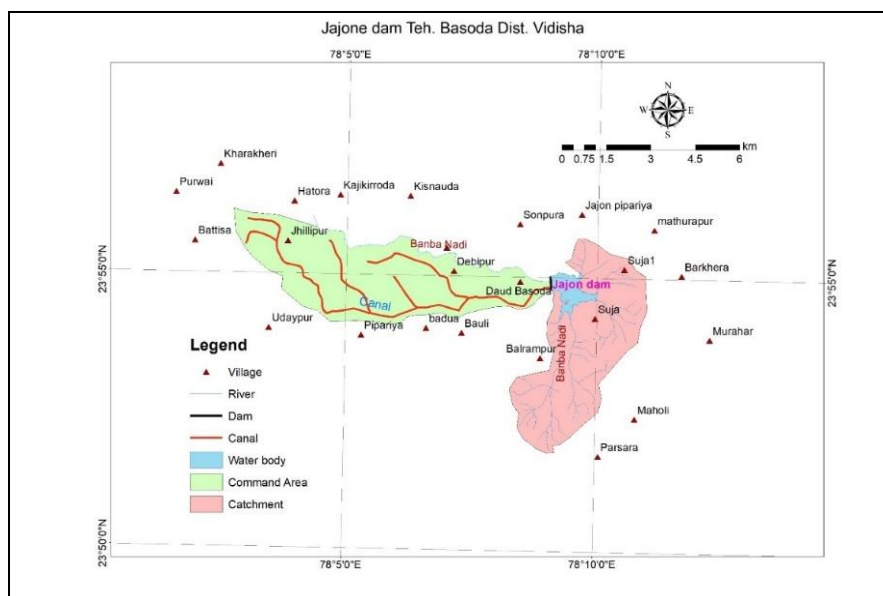 Jajone dam Teh. Basoda Dist. Vidisha
78°5'0"E
78°10'0"E
N
W
E
S
km
0 0.75 1.5 3 4.5 6
Kharakheri
Purwai
Hatora
Kajikirroda
Kisnauda
Sonpura
Jajon pipariya
mathurapur
Battisa
Jhillipur
Banba Nadi
Debipur
Suja1
Barkhera
23°55'0"N
23°55'0"N
Daud Basoda
Jajon dam
Canal
Suja
Udaypur
Pipariya
badua
Bauli
Murahar
Balrampur
Banba Nadi
Maholi
Parsara
Legend
Village
River
Dam
Canal
Water body
Command Area
Catchment
23°50'0"N
78°5'0"E
78°10'0"E